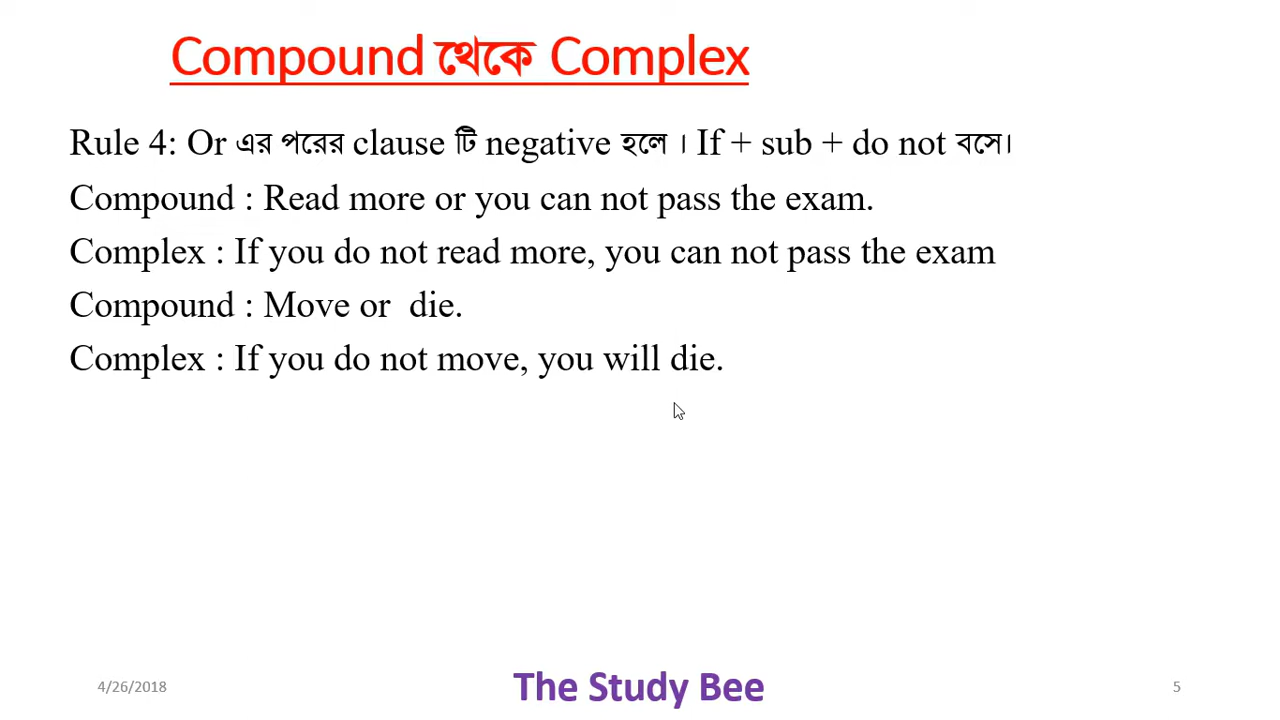 Compound থেকে Complex
Rule 4: Or এর পরের clause টি negative হলে । If + sub + do not বসে।
Compound : Read more or you can not pass the exam.
Complex : If you do not read more, you can not pass the exam
Compound : Move or  die.
Complex : If you do not move, you will die.
4/26/2018
The Study Bee
5